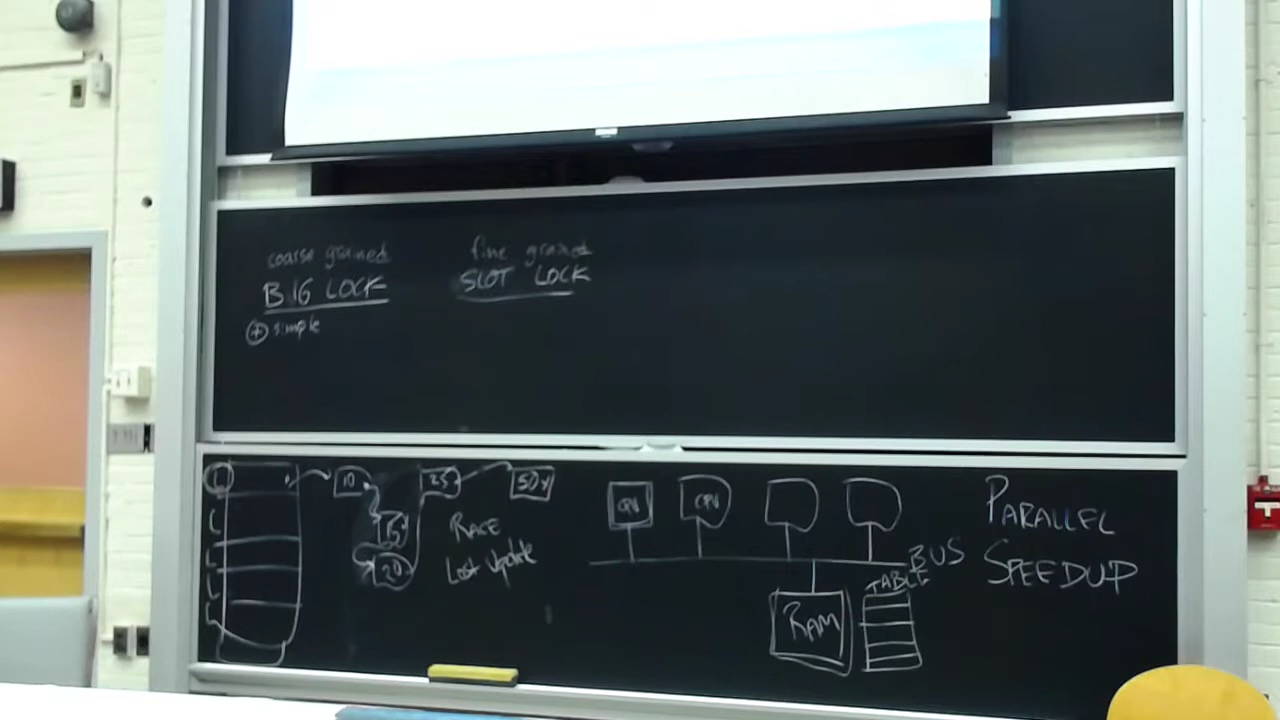 coarse grained
BIG LOCK
+ simple
fine grained
SLOT LOCK
10
25
50
15
20
RACE
Lost Update
CPU
CPU
BUS
TABLE
RAM
PARALLEL
SPEEDUP